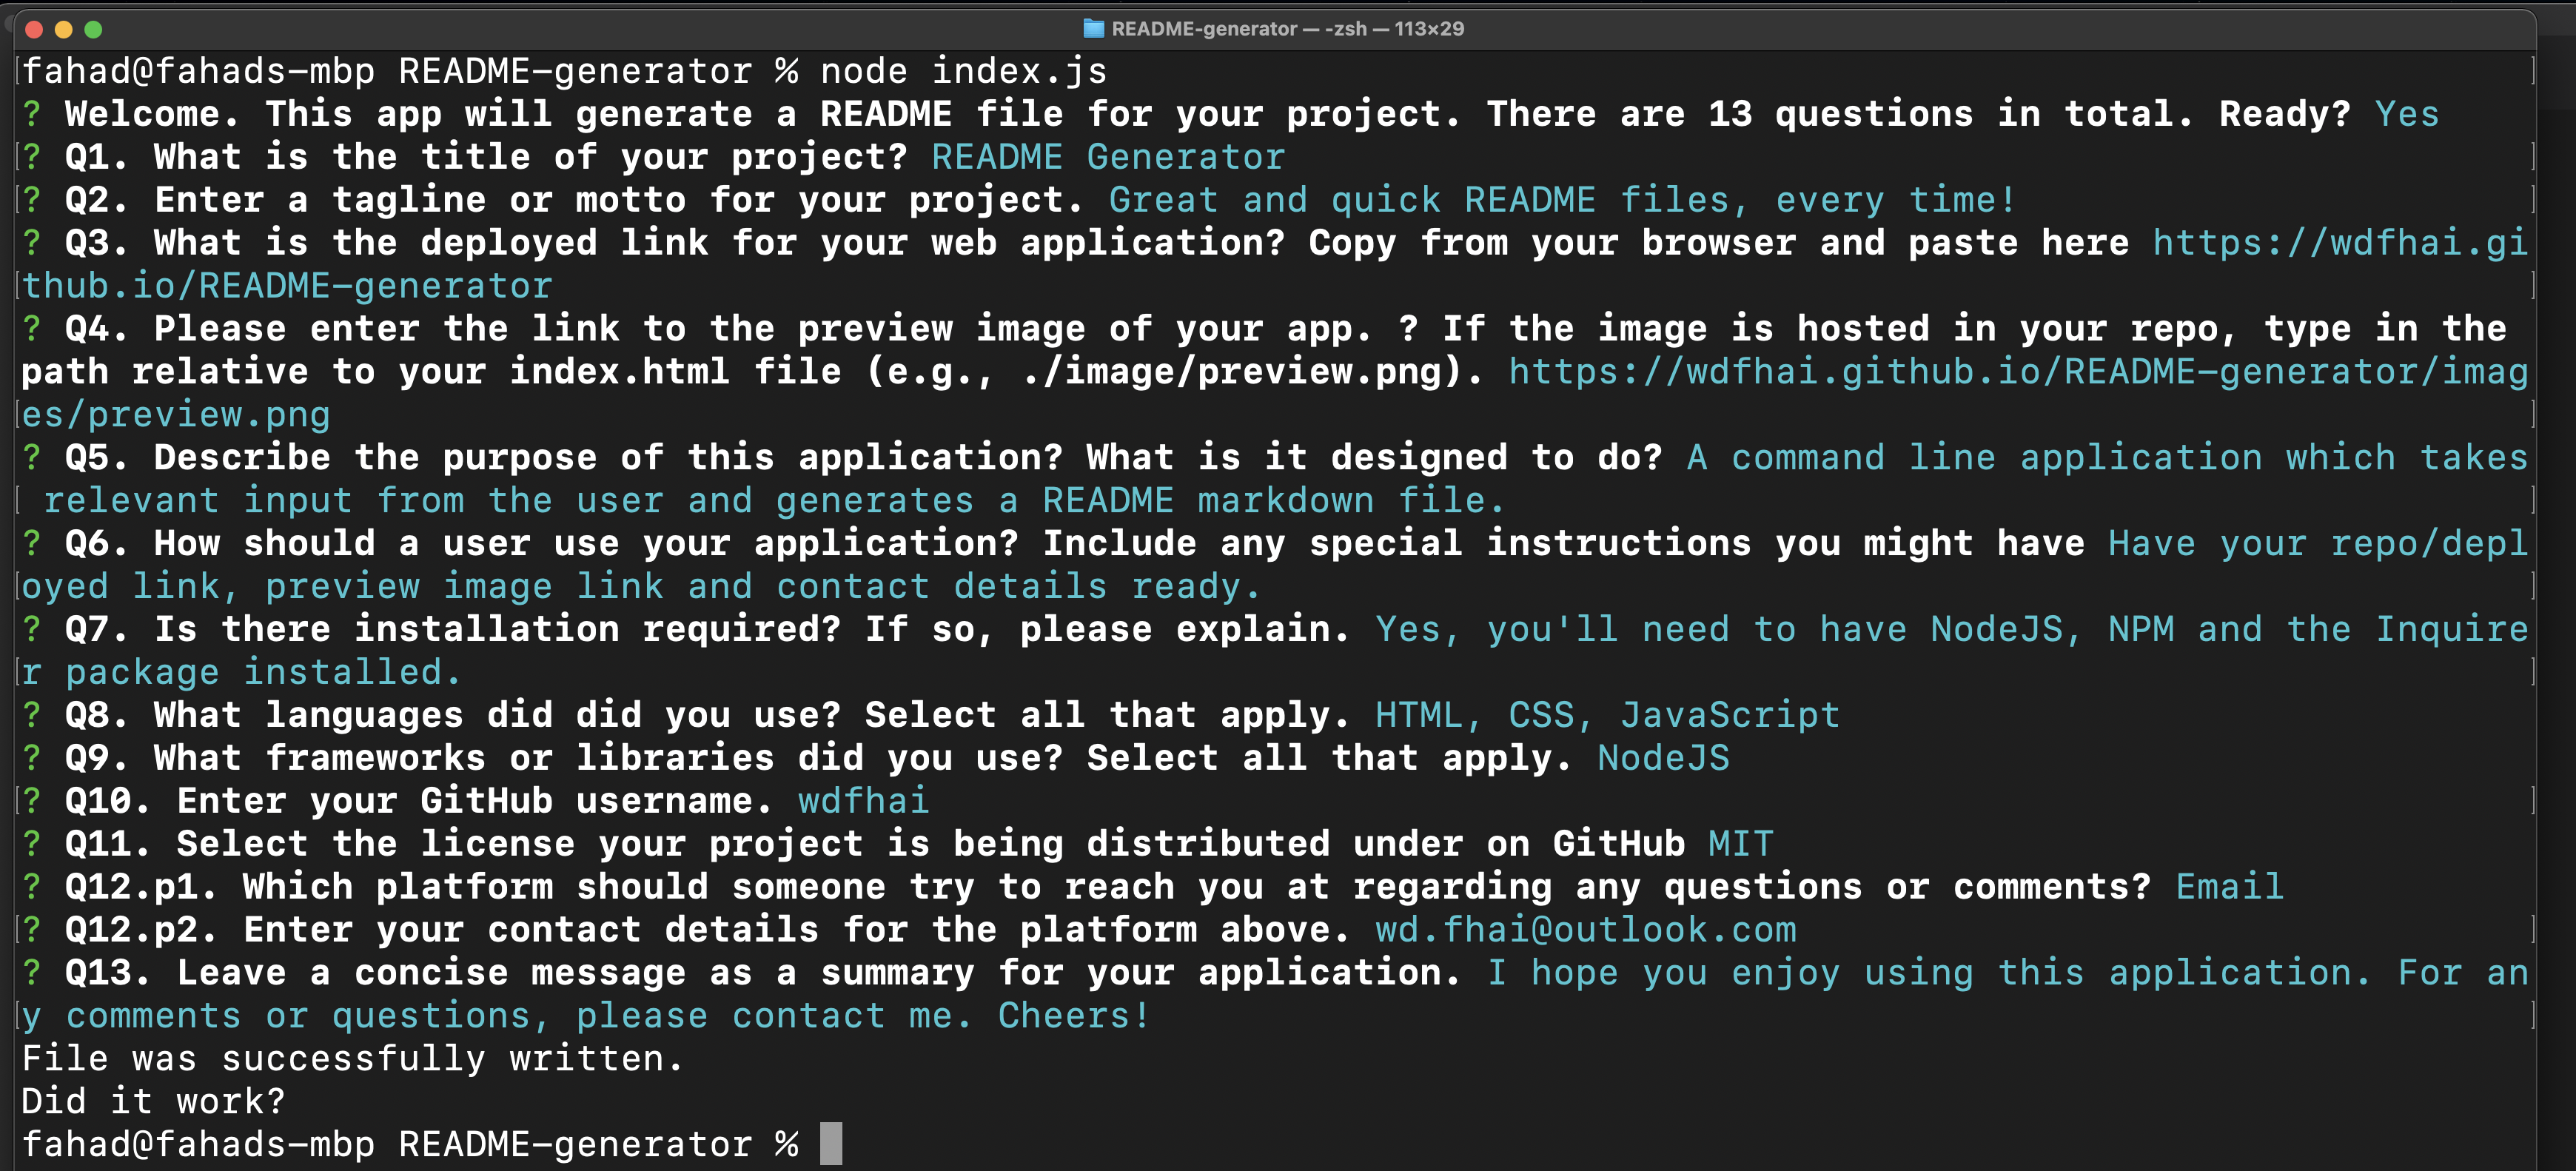 README-generator — -zsh — 113×29
fahad@fahads-mbp README-generator % node index.js
? Welcome. This app will generate a README file for your project. There are 13 questions in total. Ready? Yes
? Q1. What is the title of your project? README Generator
? Q2. Enter a tagline or motto for your project. Great and quick README files, every time!
? Q3. What is the deployed link for your web application? Copy from your browser and paste here https://wdfhai.gi
thub.io/README-generator
? Q4. Please enter the link to the preview image of your app. ? If the image is hosted in your repo, type in the
path relative to your index.html file (e.g., ./image/preview.png). https://wdfhai.github.io/README-generator/imag
es/preview.png
? Q5. Describe the purpose of this application? What is it designed to do? A command line application which takes
 relevant input from the user and generates a README markdown file.
? Q6. How should a user use your application? Include any special instructions you might have Have your repo/depl
oyed link, preview image link and contact details ready.
? Q7. Is there installation required? If so, please explain. Yes, you'll need to have NodeJS, NPM and the Inquire
r package installed.
? Q8. What languages did did you use? Select all that apply. HTML, CSS, JavaScript
? Q9. What frameworks or libraries did you use? Select all that apply. NodeJS
? Q10. Enter your GitHub username. wdfhai
? Q11. Select the license your project is being distributed under on GitHub MIT
? Q12.p1. Which platform should someone try to reach you at regarding any questions or comments? Email
? Q12.p2. Enter your contact details for the platform above. wd.fhai@outlook.com
? Q13. Leave a concise message as a summary for your application. I hope you enjoy using this application. For an
y comments or questions, please contact me. Cheers!
File was successfully written.
Did it work?
fahad@fahads-mbp README-generator %